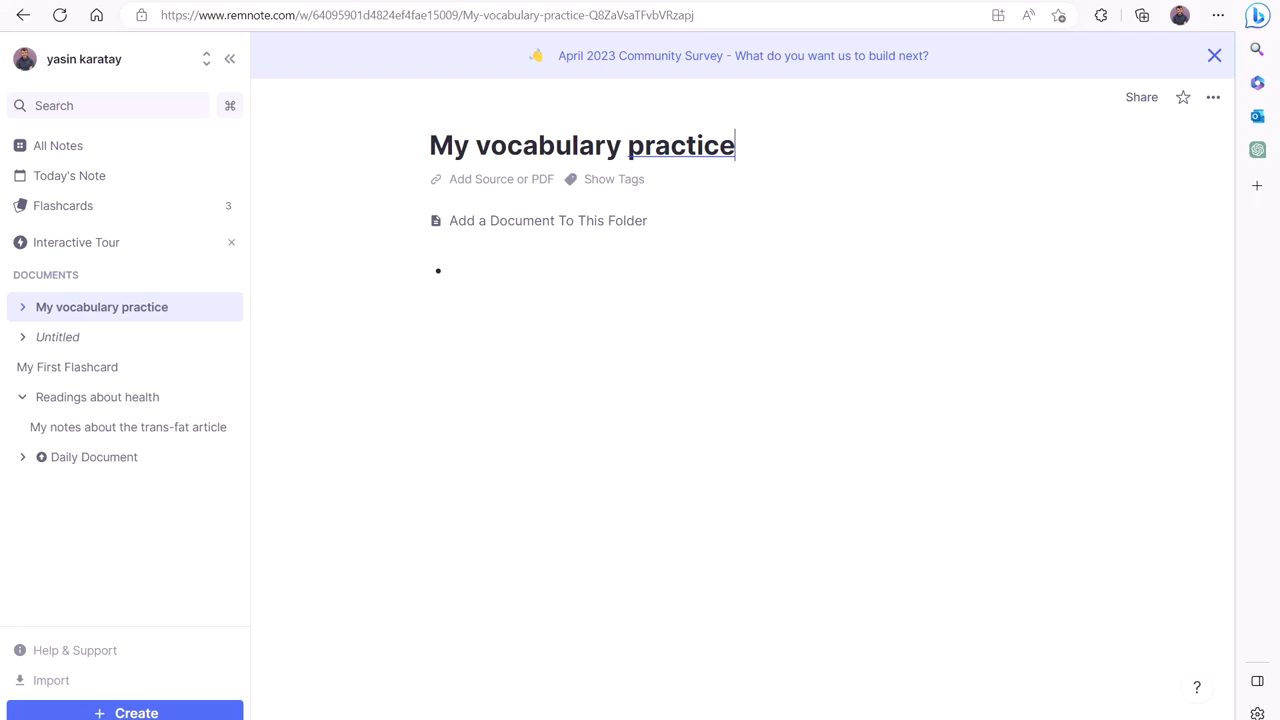 https://www.remnote.com/w/64095901d4824ef4fae15009/My-vocabulary-practice-Q8ZaVsaTFvbVRzapj
yasin karatay
Search
All Notes
Today's Note
Flashcards 3
Interactive Tour
DOCUMENTS
My vocabulary practice
Untitled
My First Flashcard
Readings about health
My notes about the trans-fat article
Daily Document
Help & Support
Import
+ Create
April 2023 Community Survey - What do you want us to build next?
Share
My vocabulary practice
Add Source or PDF Show Tags
Add a Document To This Folder
?